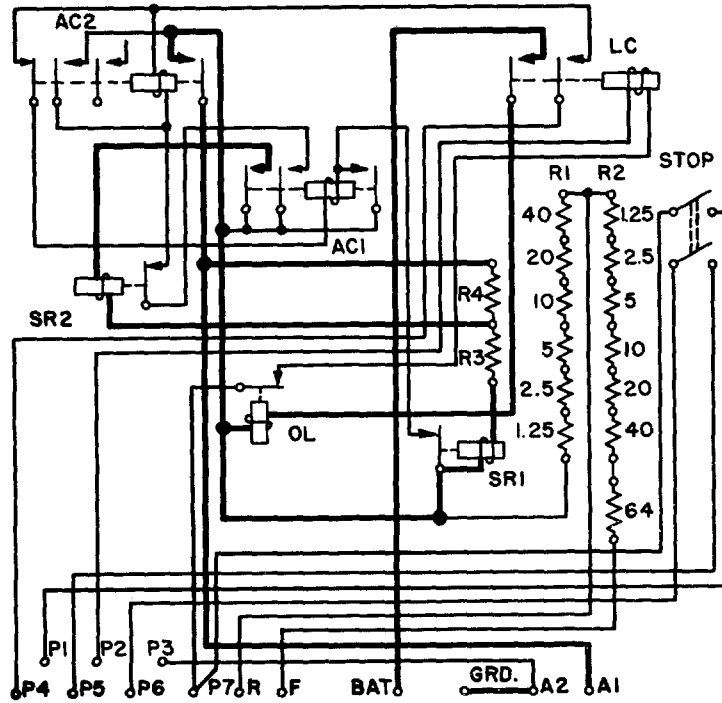 AC2
LC
R1 R2 STOP
40 1.25
20 2.5
AC1
10 5
R4
SR2
5 10
R3
2.5 20
OL
1.25 40
SR1
64
P1 P2 P3
GRD.
P4 P5 P6 P7 R F BAT A2 A1